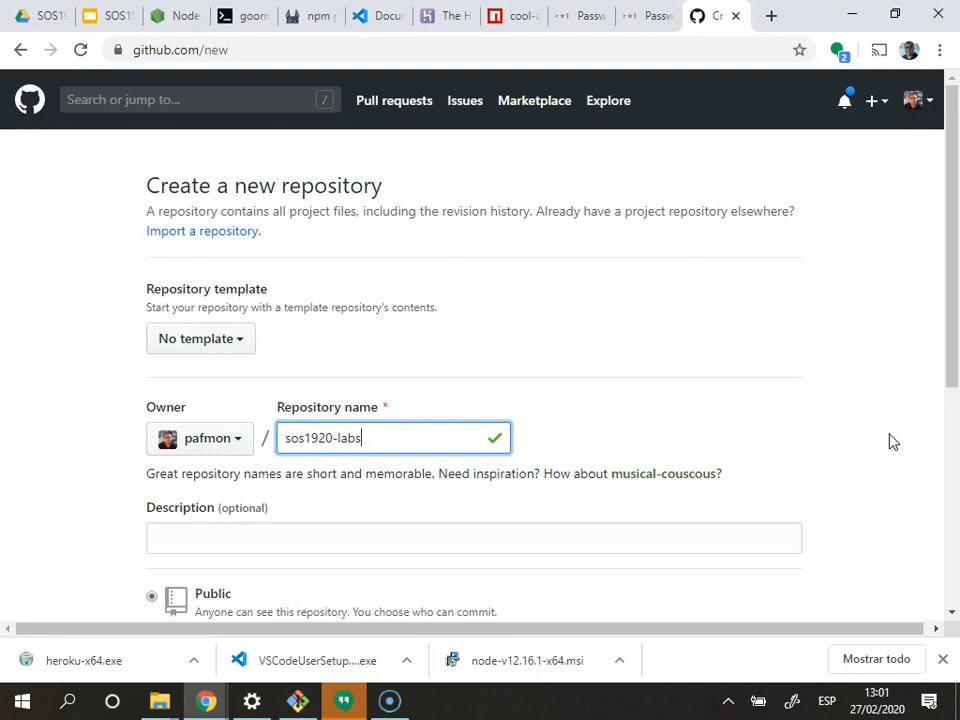 SOS19
SOS19
Node.
goorm
npm p
Docur
The H
cool-a
Passw
Passw
Cr
github.com/new
2
Search or jump to...
/
Pull requests
Issues
Marketplace
Explore
Create a new repository
A repository contains all project files, including the revision history. Already have a project repository elsewhere?
Import a repository.
Repository template
Start your repository with a template repository's contents.
No template
Owner
Repository name *
pafmon
/
sos1920-labs
Great repository names are short and memorable. Need inspiration? How about musical-couscous?
Description (optional)
Public
Anyone can see this repository. You choose who can commit.
heroku-x64.exe
VSCodeUserSetup....exe
node-v12.16.1-x64.msi
Mostrar todo
ESP
13:01
27/02/2020